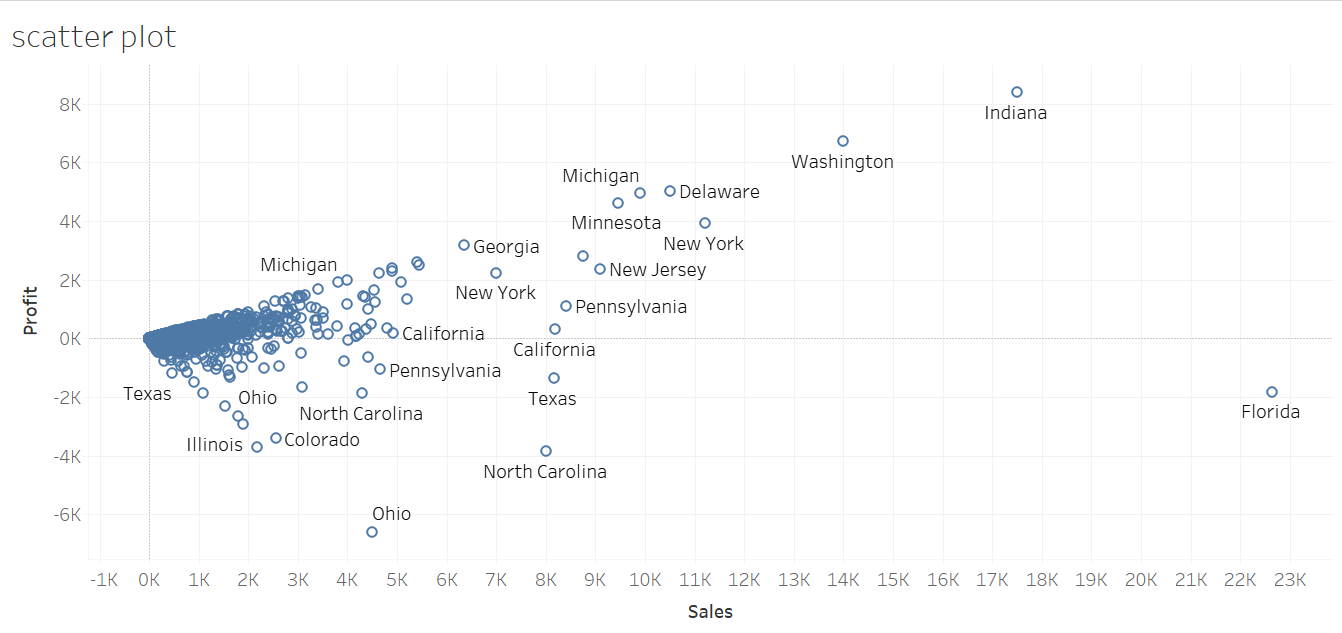 scatter plot
8K
Indiana
6K
Washington
Michigan
Delaware
Minnesota
4K
New York
Georgia
Michigan
New Jersey
2K
New York
Pennsylvania
Profit
0K
California
California
Pennsylvania
Texas
-2K
Ohio
Texas
North Carolina
Florida
Illinois
Colorado
-4K
North Carolina
Ohio
-6K
-1K 0K 1K 2K 3K 4K 5K 6K 7K 8K 9K 10K 11K 12K 13K 14K 15K 16K 17K 18K 19K 20K 21K 22K 23K
Sales